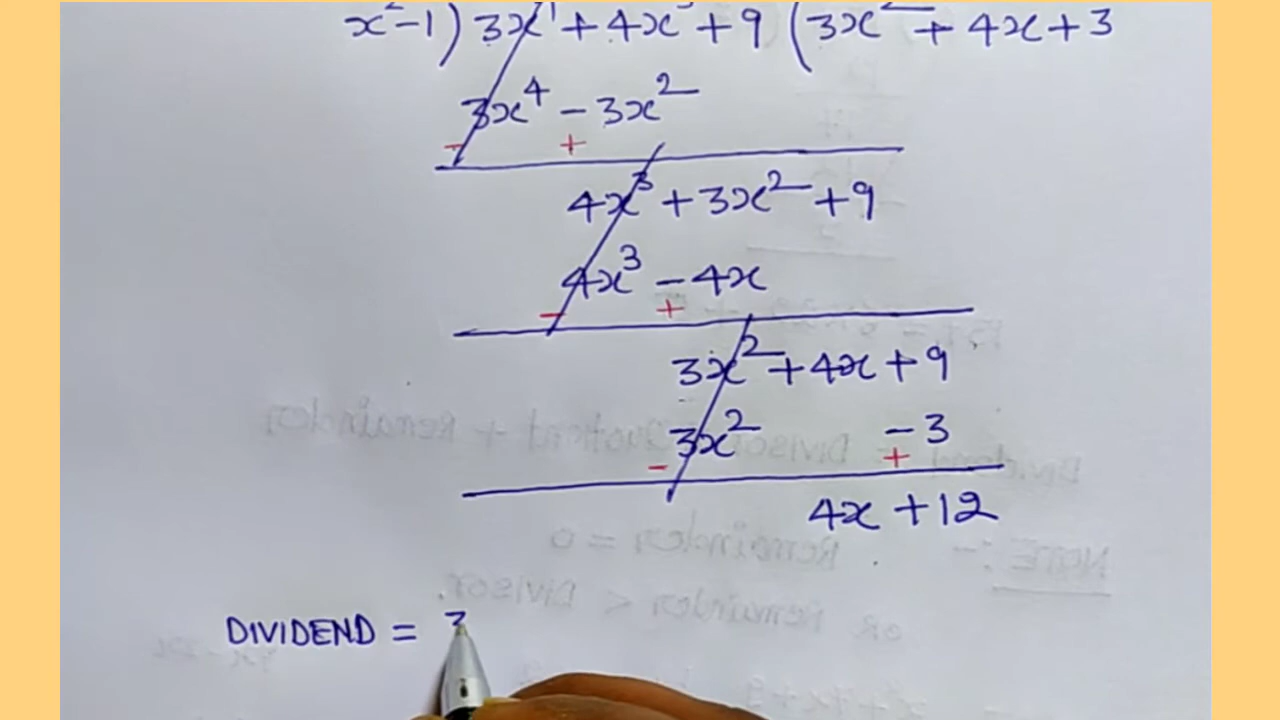 x²-1) 3x⁴ + 4x³ + 9 (3x² + 4x + 3
3x⁴ - 3x²
- +
4x³ + 3x² + 9
4x³ - 4x
- +
3x² + 4x + 9
3x² - 3
- +
4x + 12
DIVIDEND = 3